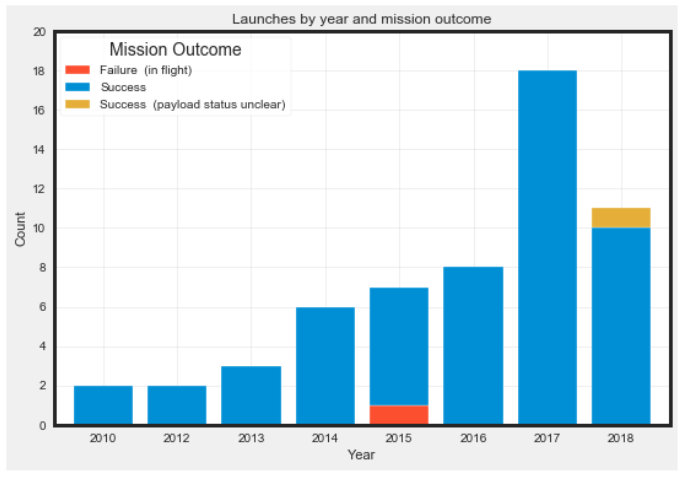 Launches by year and mission outcome
Mission Outcome
Failure (in flight)
Success
Success (payload status unclear)
20
18
16
14
12
10
8
6
4
2
0
Count
2010 2012 2013 2014 2015 2016 2017 2018
Year